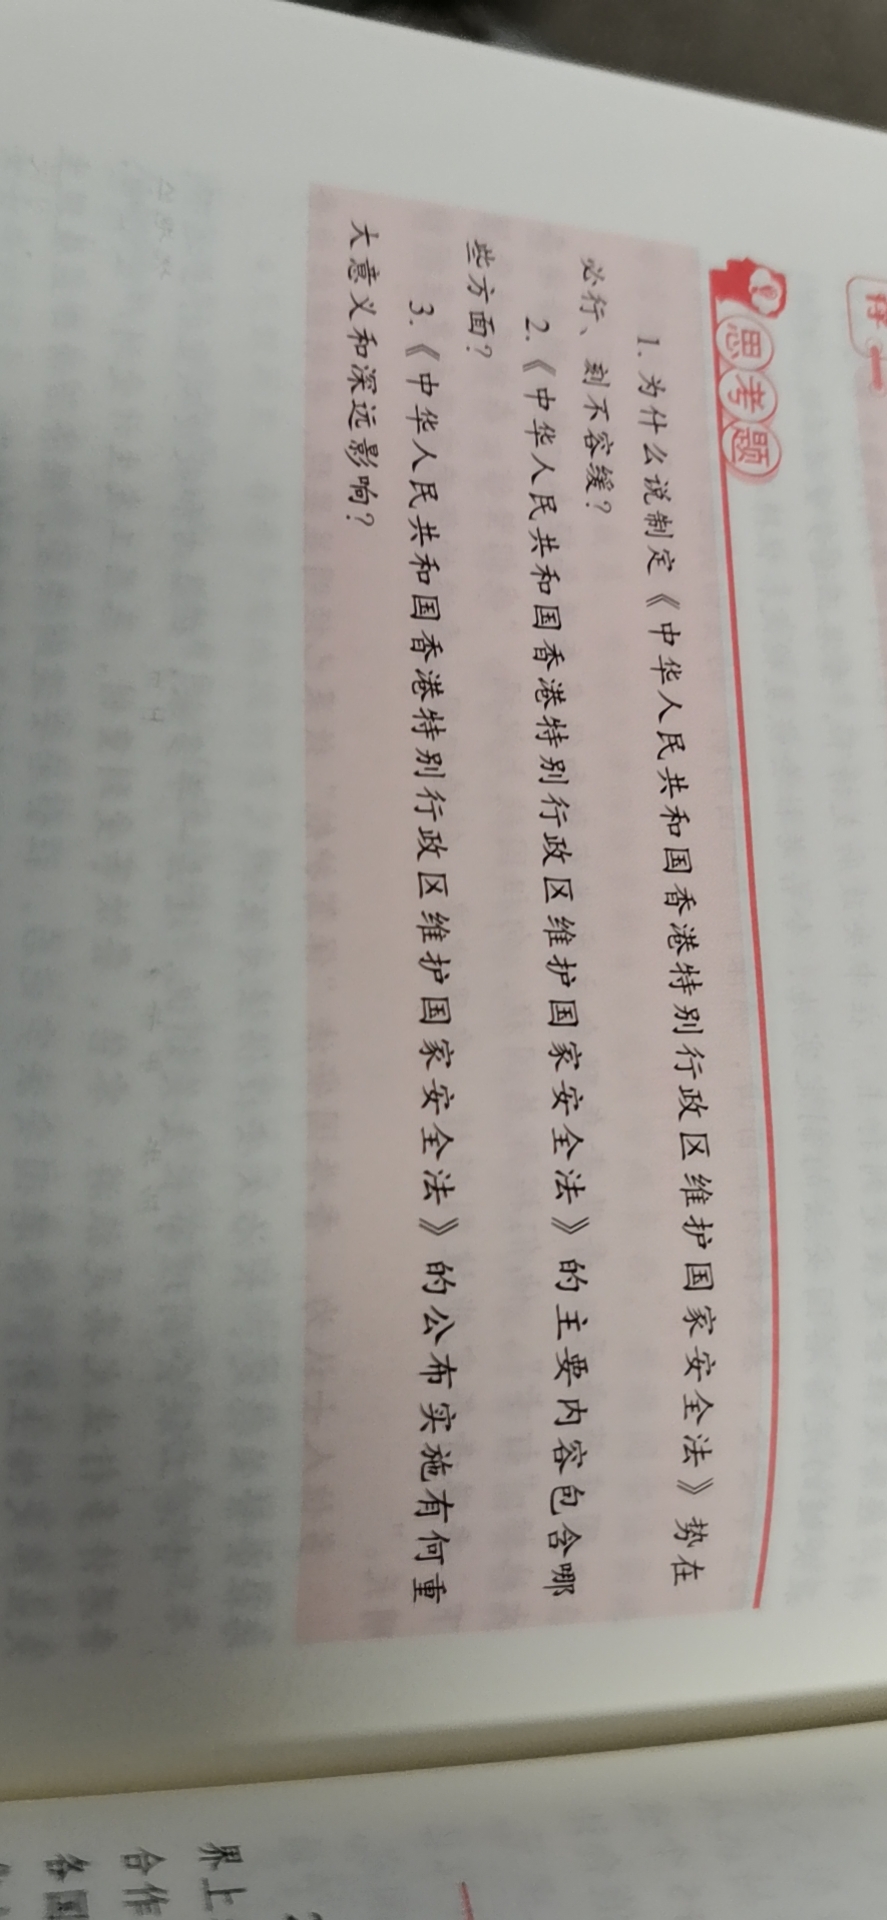 思考题
1.为什么说制定《中华人民共和国香港特别行政区维护国家安全法》势在
必行、刻不容缓？
2.《中华人民共和国香港特别行政区维护国家安全法》的主要内容包含哪
些方面？
3.《中华人民共和国香港特别行政区维护国家安全法》的公布实施有何重
大意义和深远影响？
界上
合作
各国